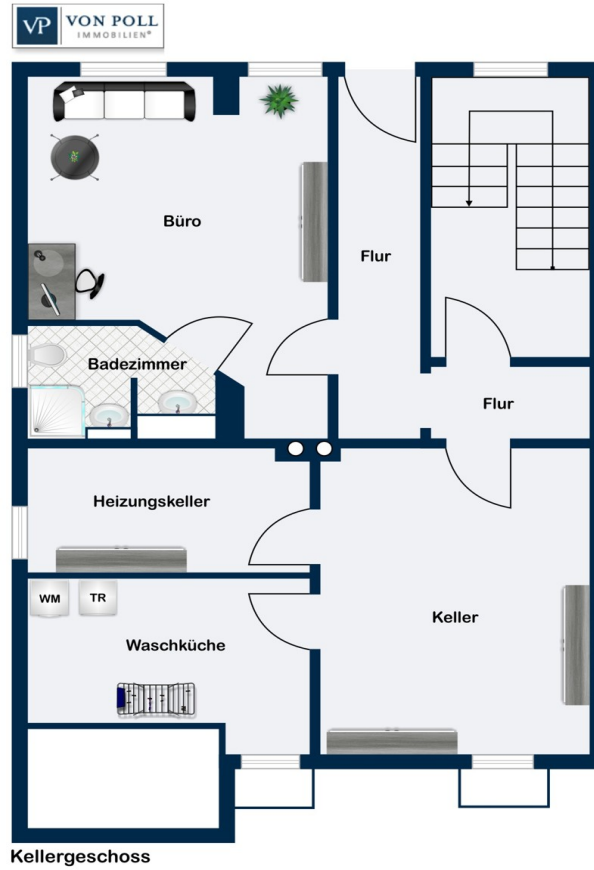 VP VON POLL
IMMOBILIEN®
Büro
Flur
Badezimmer
Flur
Heizungskeller
WM TR
Keller
Waschküche
Kellergeschoss